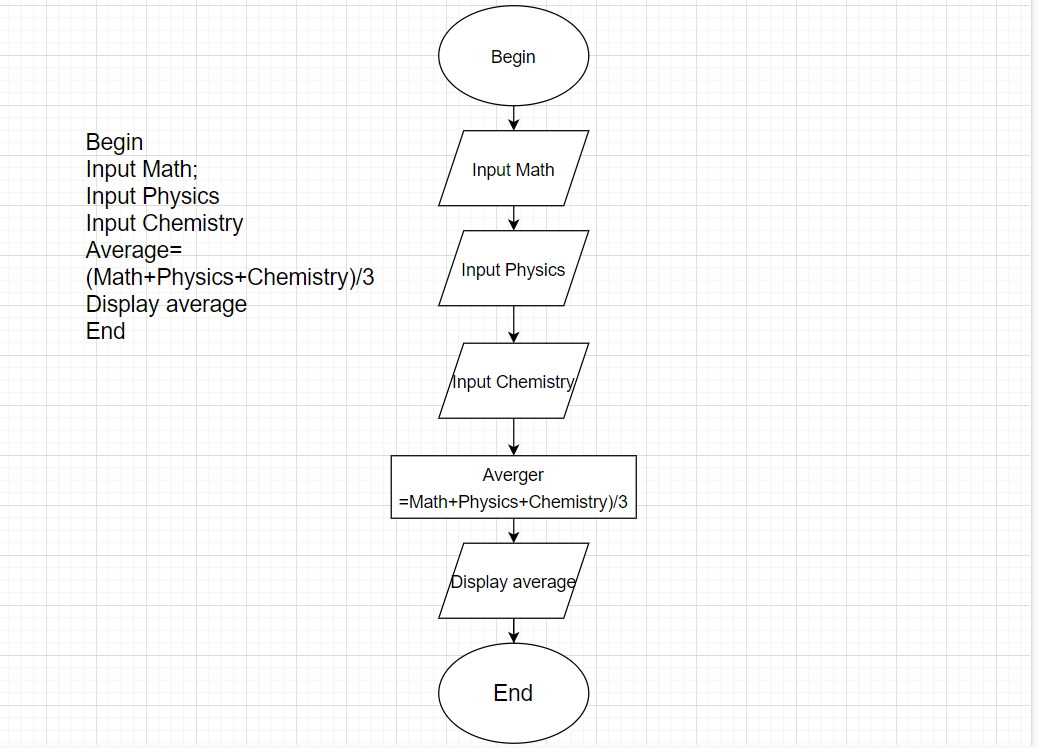 Begin
Input Math;
Input Physics
Input Chemistry
Average=
(Math+Physics+Chemistry)/3
Display average
End
Begin
Input Math
Input Physics
Input Chemistry
Averger
=Math+Physics+Chemistry)/3
Display average
End